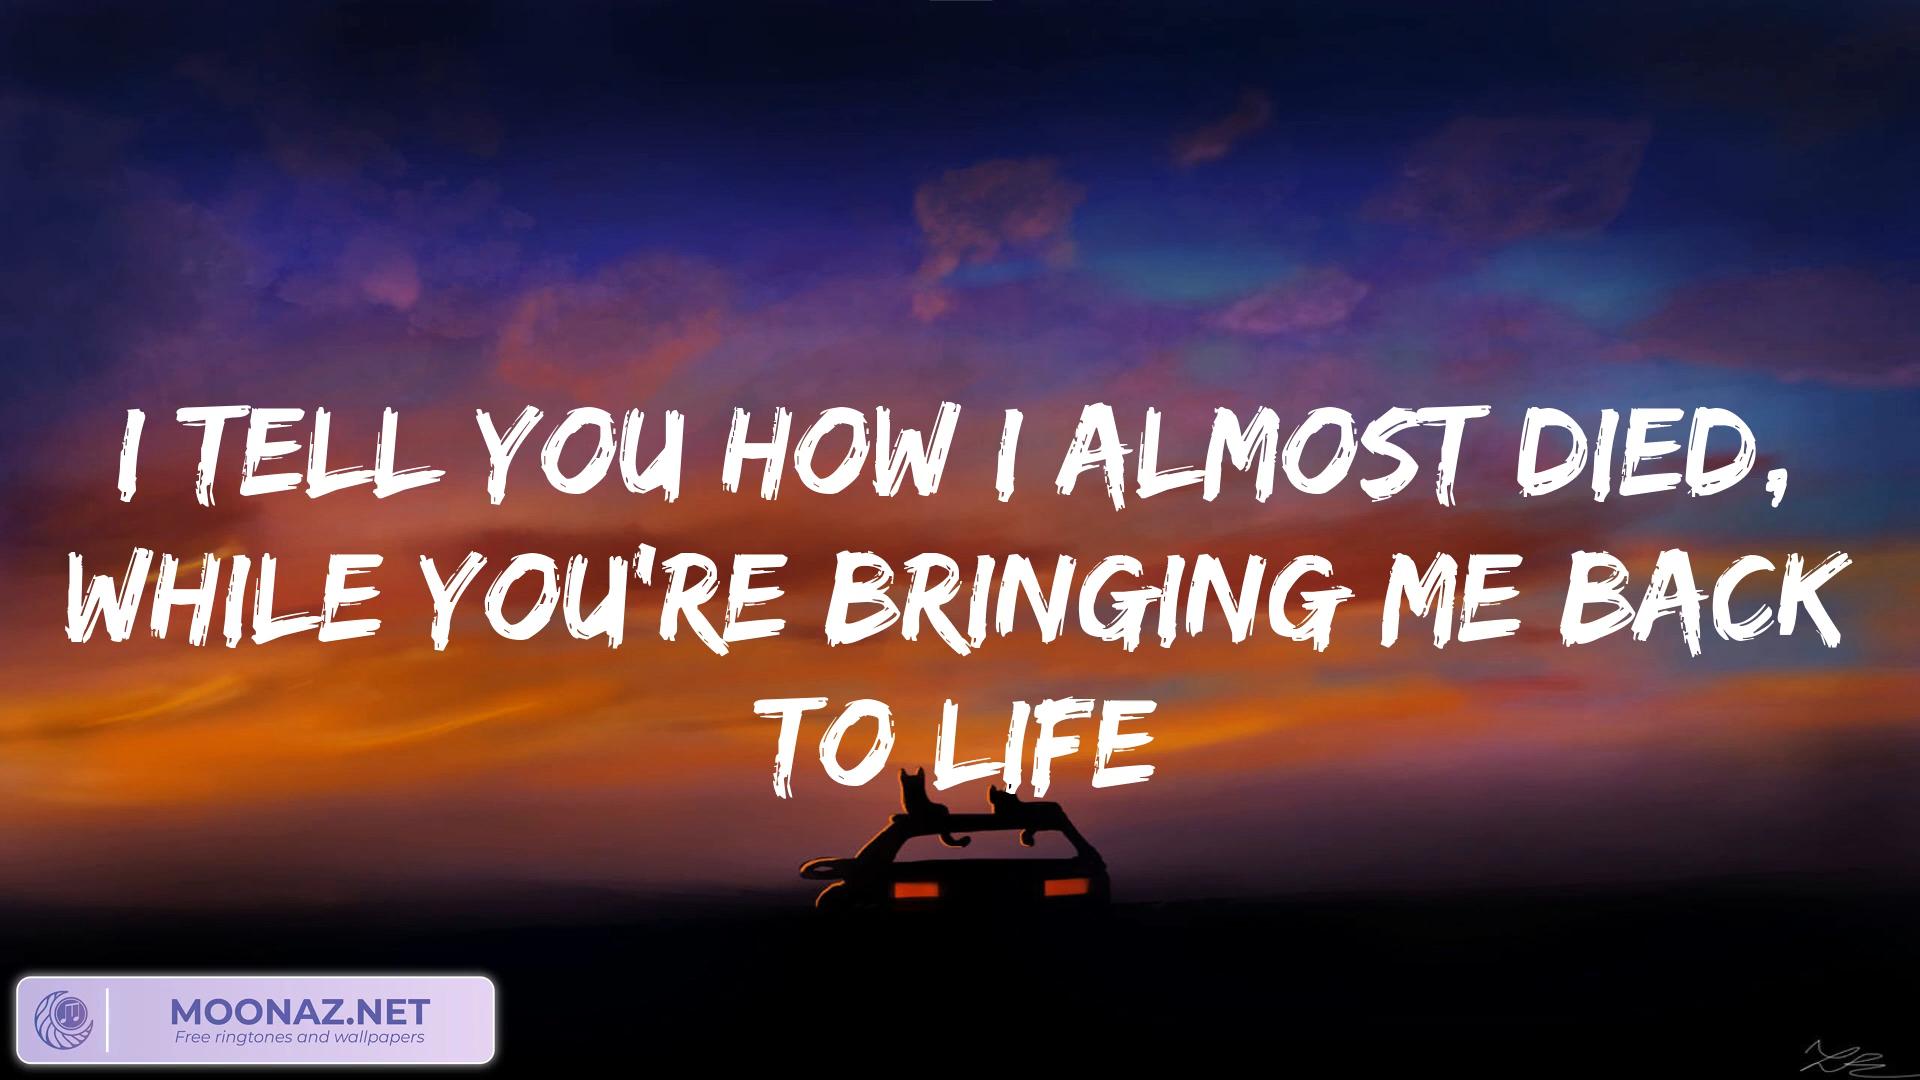 I TELL YOU HOW I ALMOST DIED,
WHILE YOU'RE BRINGING ME BACK
TO LIFE
MOONAZ.NET
Free ringtones and wallpapers